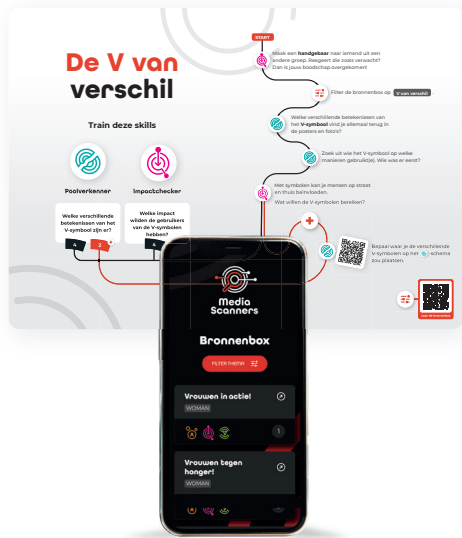 De V van
verschil
Train deze skills
Poolverkenner
Impactchecker
Welke verschillende
betekenissen van het
V-symbool zijn er?
4
2
Welke impact
wilden de gebruikers
van de V-symbolen
hebben?
4
START
Maak een handgebaar naar iemand uit een
andere groep. Reageert die zoals verwacht?
Dan is jouw boodschap overgekomen!
Filter de bronnenbox op V van verschil.
Welke verschillende betekenissen van
het V-symbool vind je allemaal terug in
de posters en foto's?
Zoek uit wie het V-symbool op welke
manieren gebruikt(e). Wie was er eerst?
Met symbolen kan je mensen op straat
en thuis beïnvloeden.
Wat willen de V-symbolen bereiken?
Bepaal waar je de verschillende
V-symbolen op het -schema
zou plaatsen.
Media
Scanners
Bronnenbox
FILTER THEMA
Vrouwen in actie!
WOMAN
1
Vrouwen tegen
honger!
WOMAN